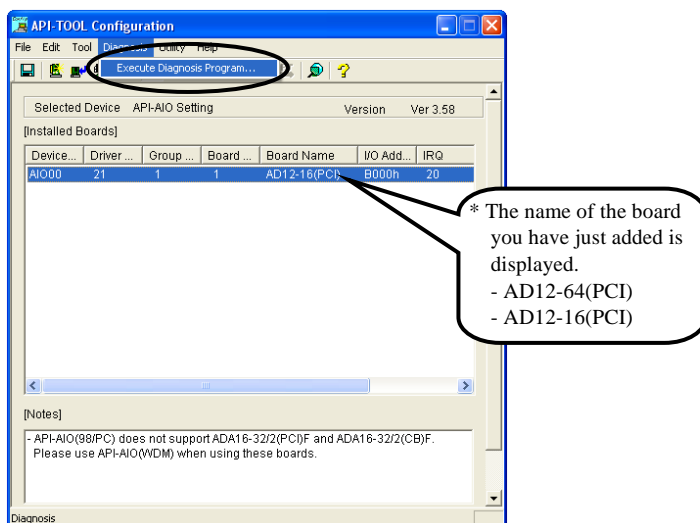 API-TOOL Configuration
File Edit Tool Diagnosis Utility Help
Execute Diagnosis Program...
Selected Device API-AIO Setting Version Ver 3.58
[Installed Boards]
Device... Driver ... Group ... Board ... Board Name I/O Add... IRQ
AIO00 21 1 1 AD12-16(PCI) B000h 20
* The name of the board
you have just added is
displayed.
- AD12-64(PCI)
- AD12-16(PCI)
[Notes]
- API-AIO(98/PC) does not support ADA16-32/2(PCI)F and ADA16-32/2(CB)F.
Please use API-AIO(WDM) when using these boards.
Diagnosis